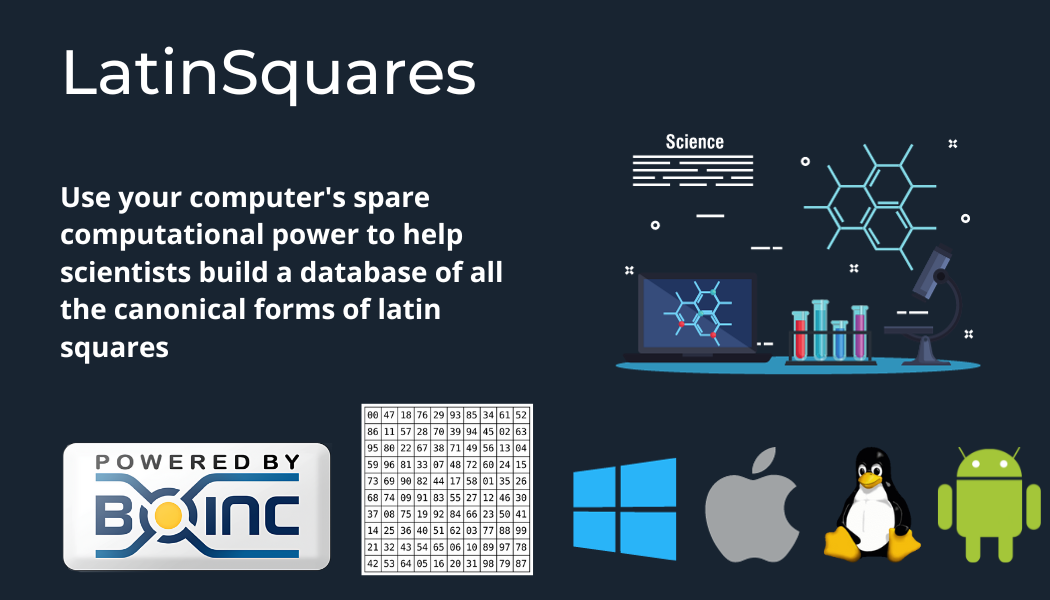 LatinSquares
Science
Use your computer's spare
computational power to help
scientists build a database of all
the canonical forms of latin
squares
POWERED BY
BOINC
00 47 18 76 29 93 85 34 61 52
86 11 57 28 70 39 94 45 02 63
95 80 22 67 38 71 49 56 13 04
59 96 81 33 07 48 72 60 24 15
73 69 90 82 44 17 58 01 35 26
68 74 09 91 83 55 27 12 46 30
37 08 75 19 92 84 66 23 50 41
14 25 36 40 51 62 03 77 88 99
21 32 43 54 65 06 10 89 97 78
42 53 64 05 16 20 31 98 79 87